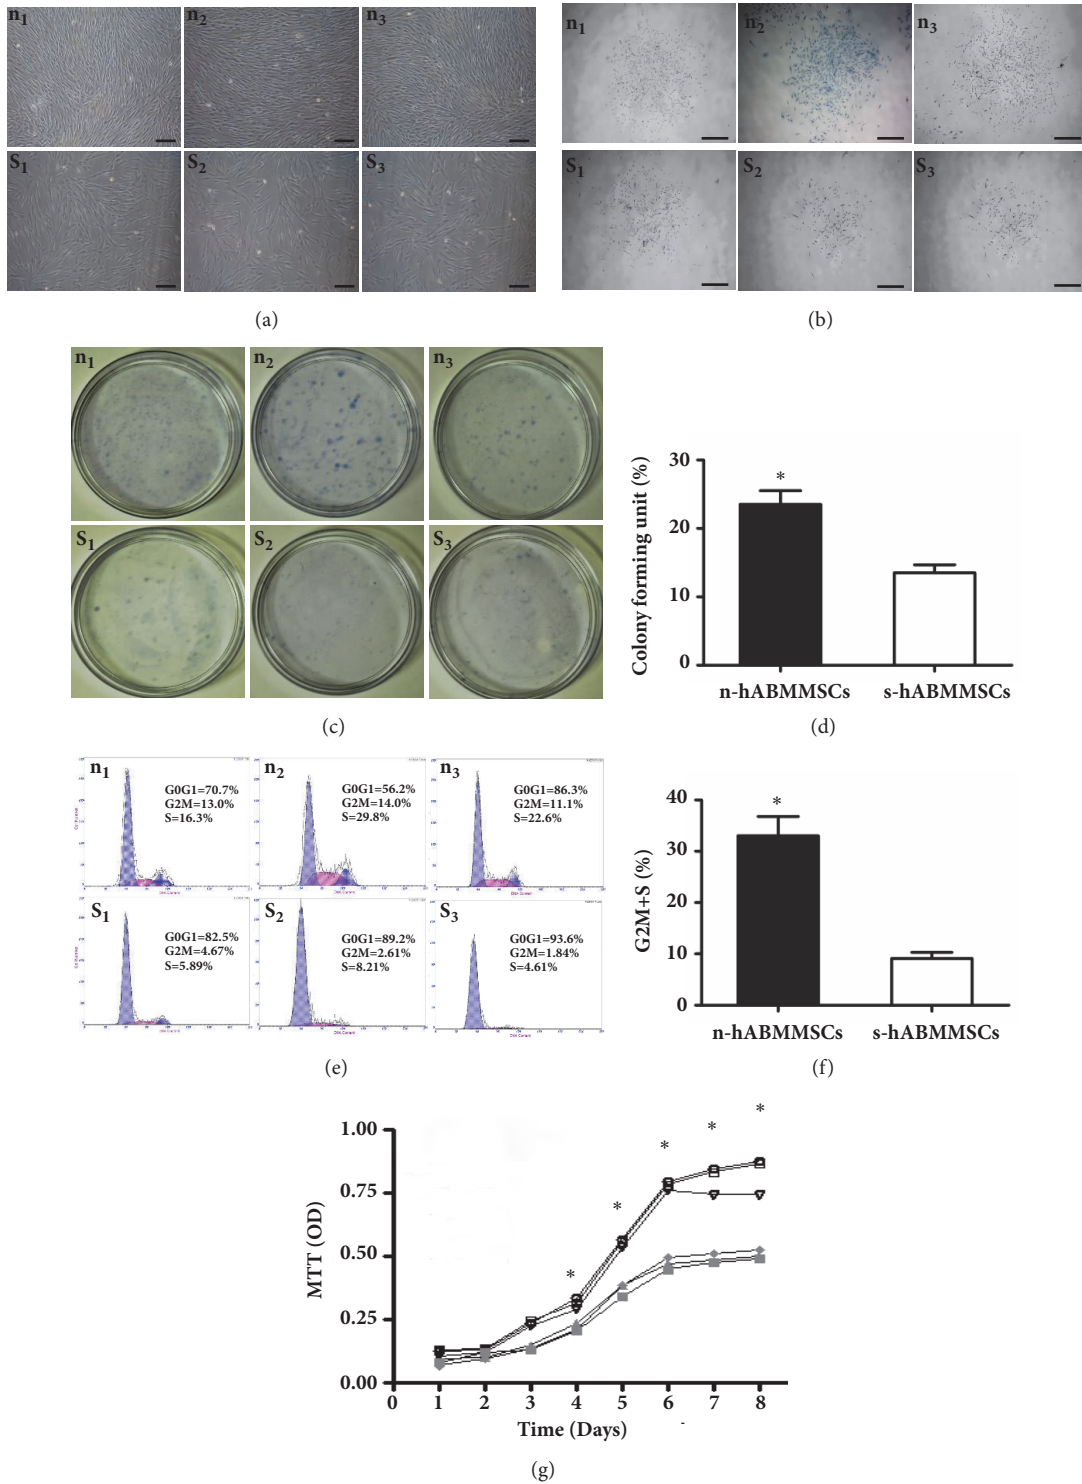 n1 n2 n3
S1 S2 S3
(a)
n1 n2 n3
S1 S2 S3
(b)
n1 n2 n3
S1 S2 S3
(c)
Colony forming unit (%)
30
20
10
0
*
n-hABMMSCs s-hABMMSCs
(d)
n1
G0G1=70.7%
G2M=13.0%
S=16.3%
n2
G0G1=56.2%
G2M=14.0%
S=29.8%
n3
G0G1=86.3%
G2M=11.1%
S=22.6%
S1
G0G1=82.5%
G2M=4.67%
S=5.89%
S2
G0G1=89.2%
G2M=2.61%
S=8.21%
S3
G0G1=93.6%
G2M=1.84%
S=4.61%
(e)
G2M+S (%)
40
30
20
10
0
*
n-hABMMSCs s-hABMMSCs
(f)
MTT (OD)
1.00
0.75
0.50
0.25
0.00
* * * * *
0 1 2 3 4 5 6 7 8
Time (Days)
(g)